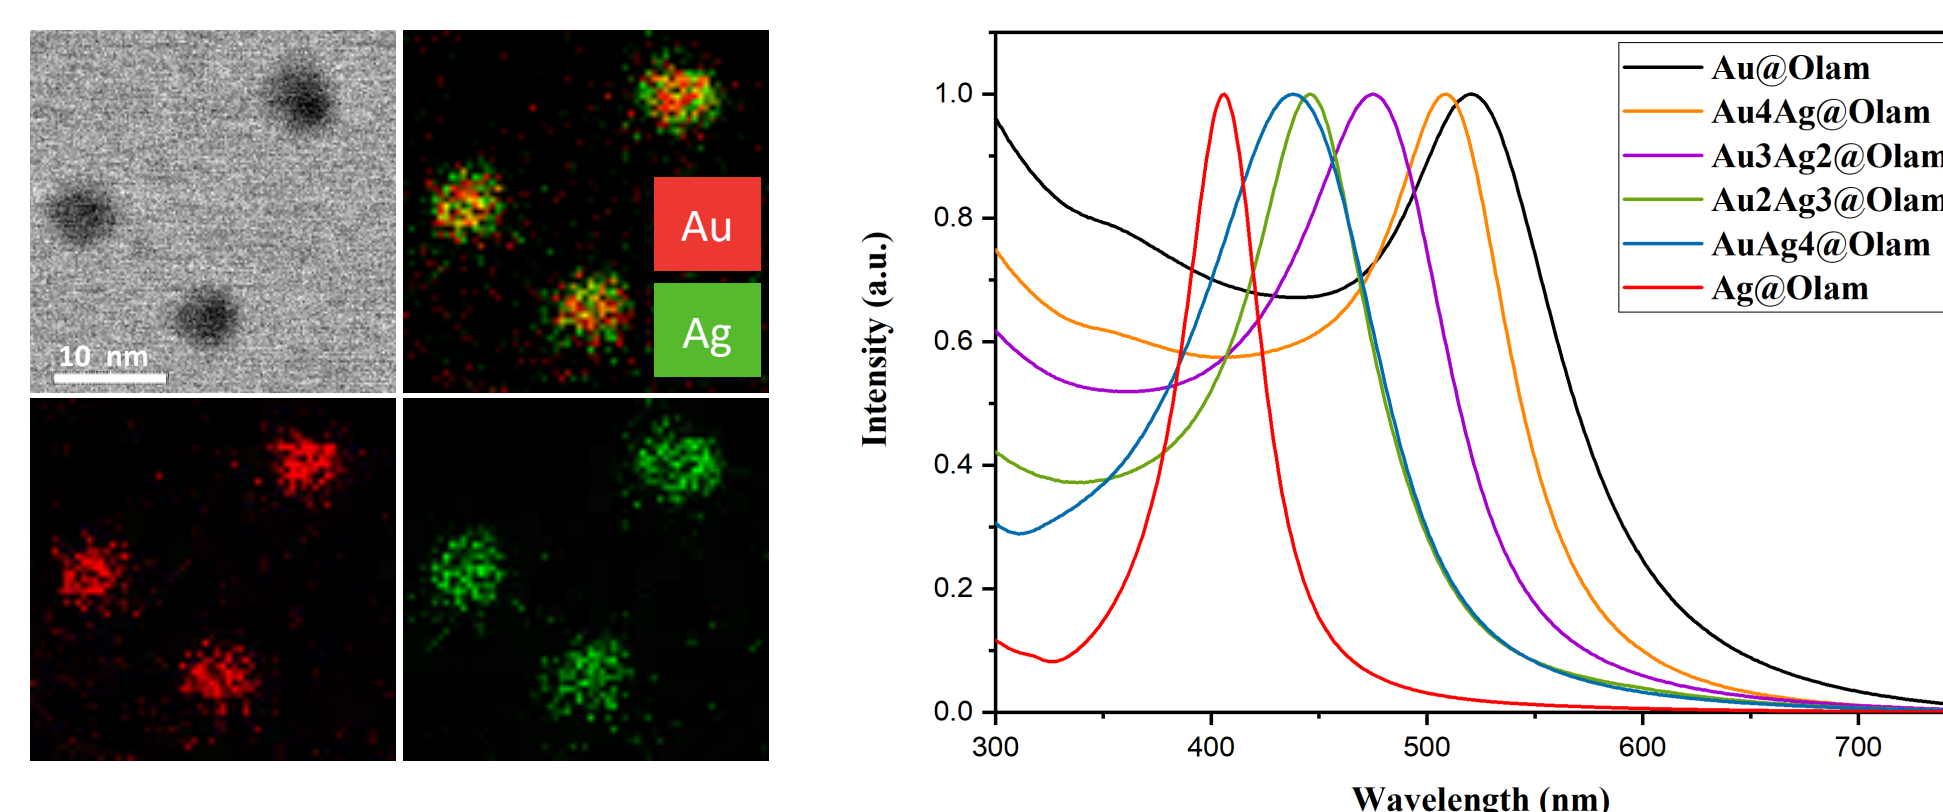 10 nm
Au
Ag
Au@Olam
Au4Ag@Olam
Au3Ag2@Olam
Au2Ag3@Olam
AuAg4@Olam
Ag@Olam
Intensity (a.u.)
1.0
0.8
0.6
0.4
0.2
0.0
300 400 500 600 700
Wavelength (nm)